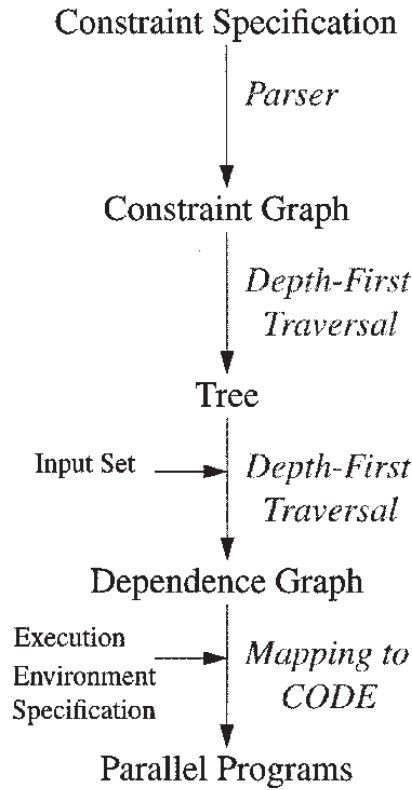 Constraint Specification
Parser
Constraint Graph
Depth-First
Traversal
Tree
Input Set
Depth-First
Traversal
Dependence Graph
Execution
Environment
Specification
Mapping to
CODE
Parallel Programs